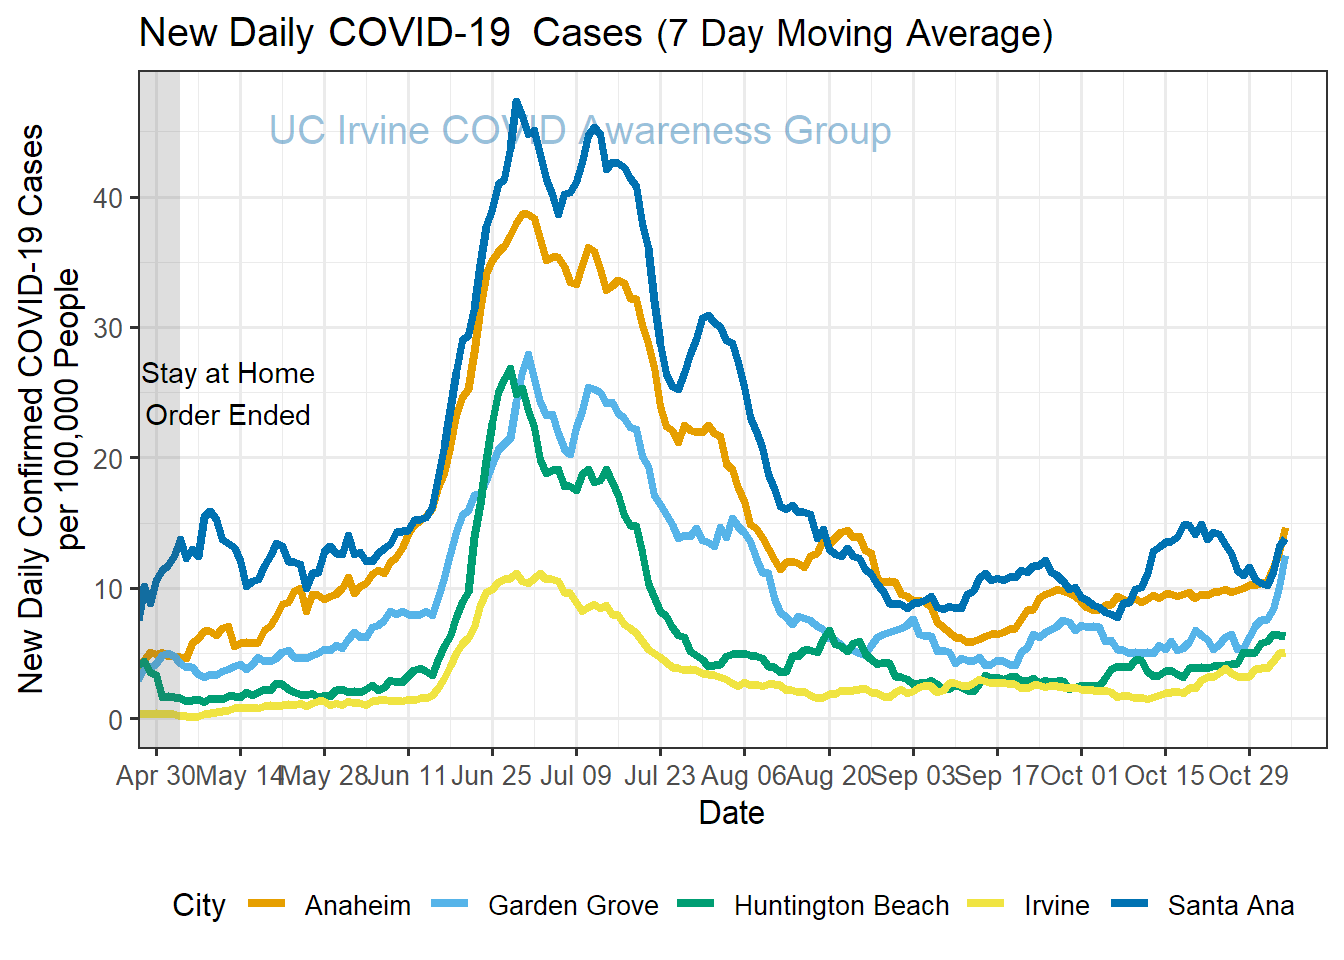 New Daily COVID-19 Cases (7 Day Moving Average)
UC Irvine COVID Awareness Group
New Daily Confirmed COVID-19 Cases
per 100,000 People
40
30
20
10
0
Stay at Home
Order Ended
Apr 30 May 14 May 28 Jun 11 Jun 25 Jul 09 Jul 23 Aug 06 Aug 20 Sep 03 Sep 17 Oct 01 Oct 15 Oct 29
Date
City Anaheim Garden Grove Huntington Beach Irvine Santa Ana